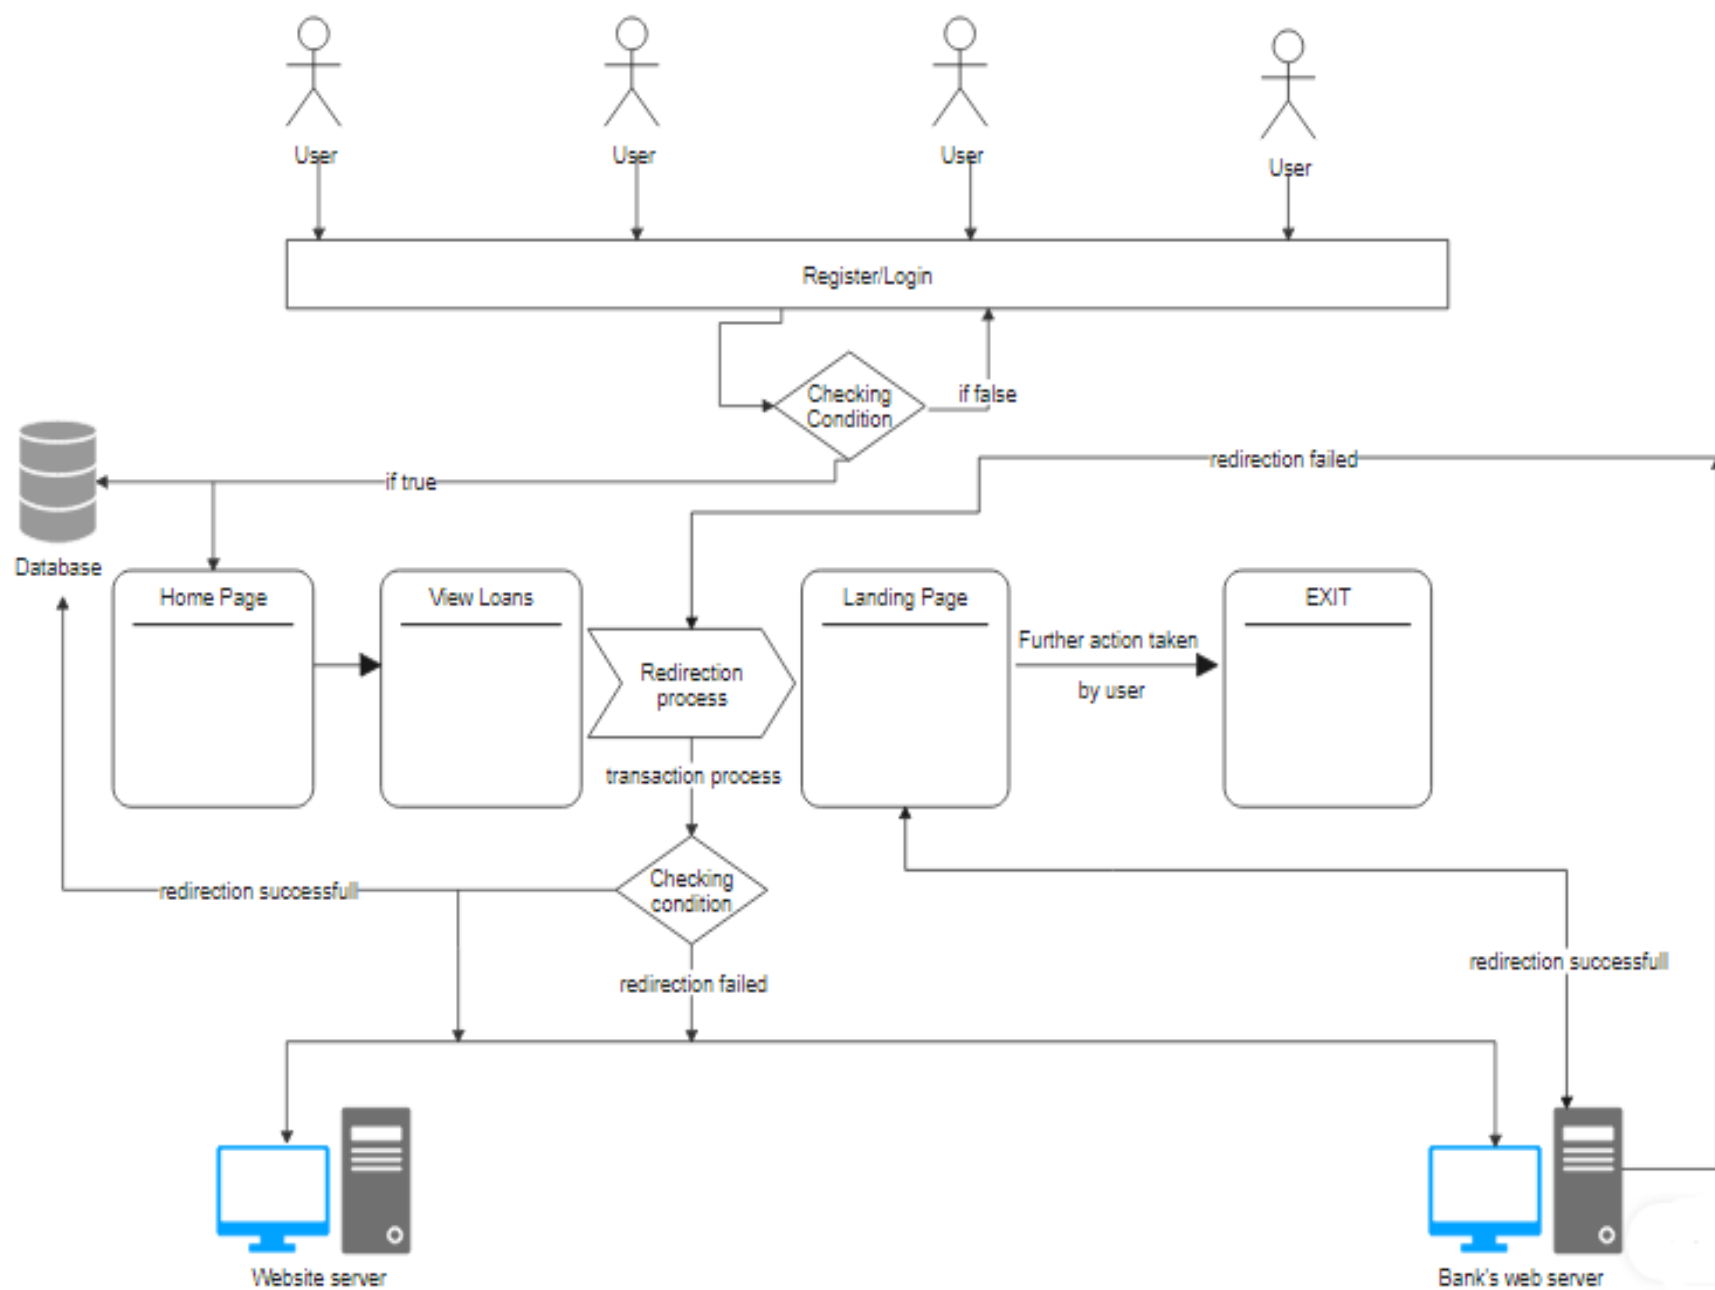 User
User
User
User
Register/Login
Checking
Condition
if false
redirection failed
if true
Database
Home Page
View Loans
Landing Page
EXIT
Further action taken
by user
Redirection
process
transaction process
Checking
condition
redirection successfull
redirection failed
redirection successfull
Website server
Bank's web server